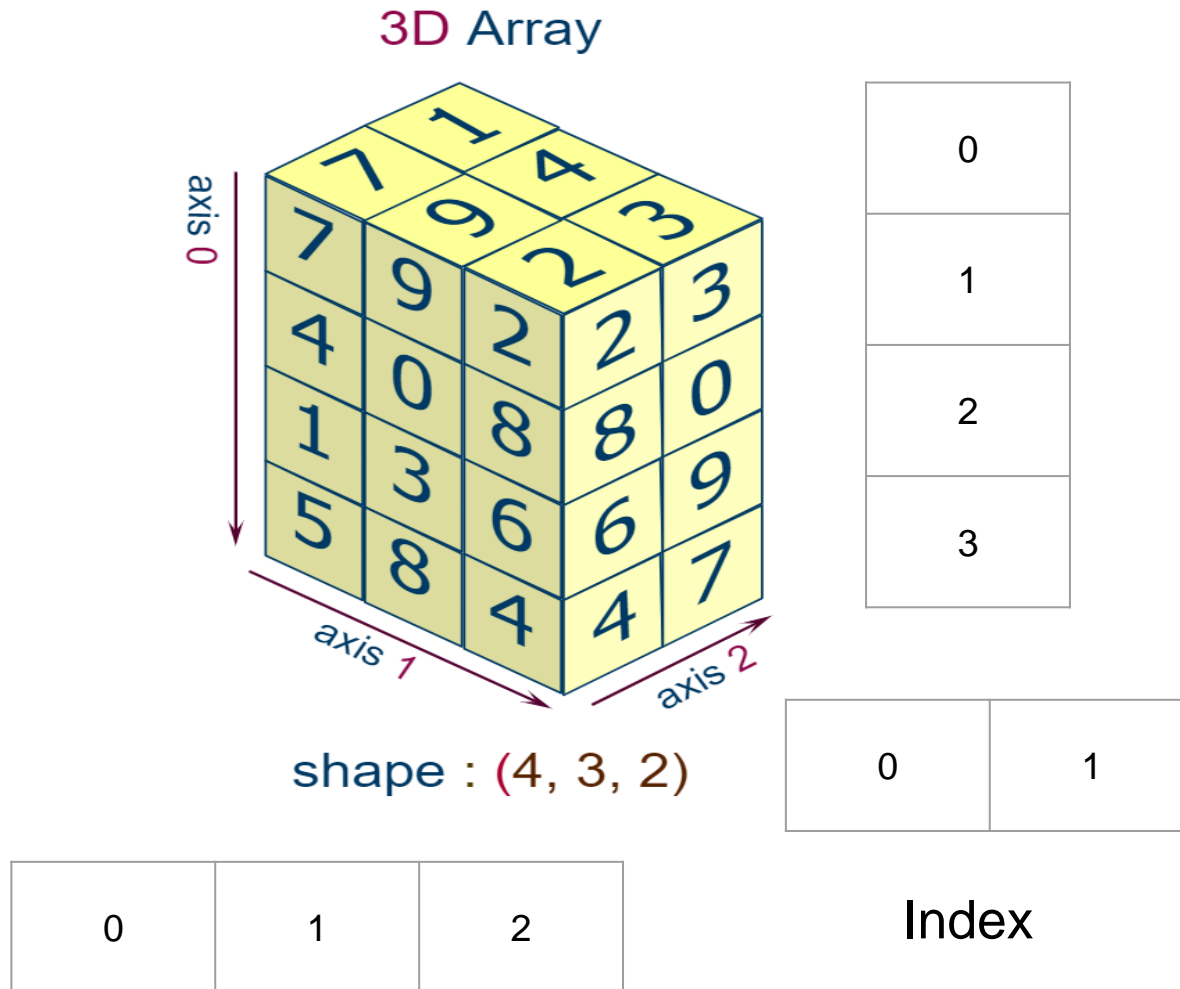 3D Array
1
7 4
9 3
2
axis 0
7 9 2 2 3
4 0 8 8 0
1 3 6 6 9
5 8 4 4 7
axis 1
axis 2
shape : (4, 3, 2)
0
1
2
3
0 1
0 1 2
Index